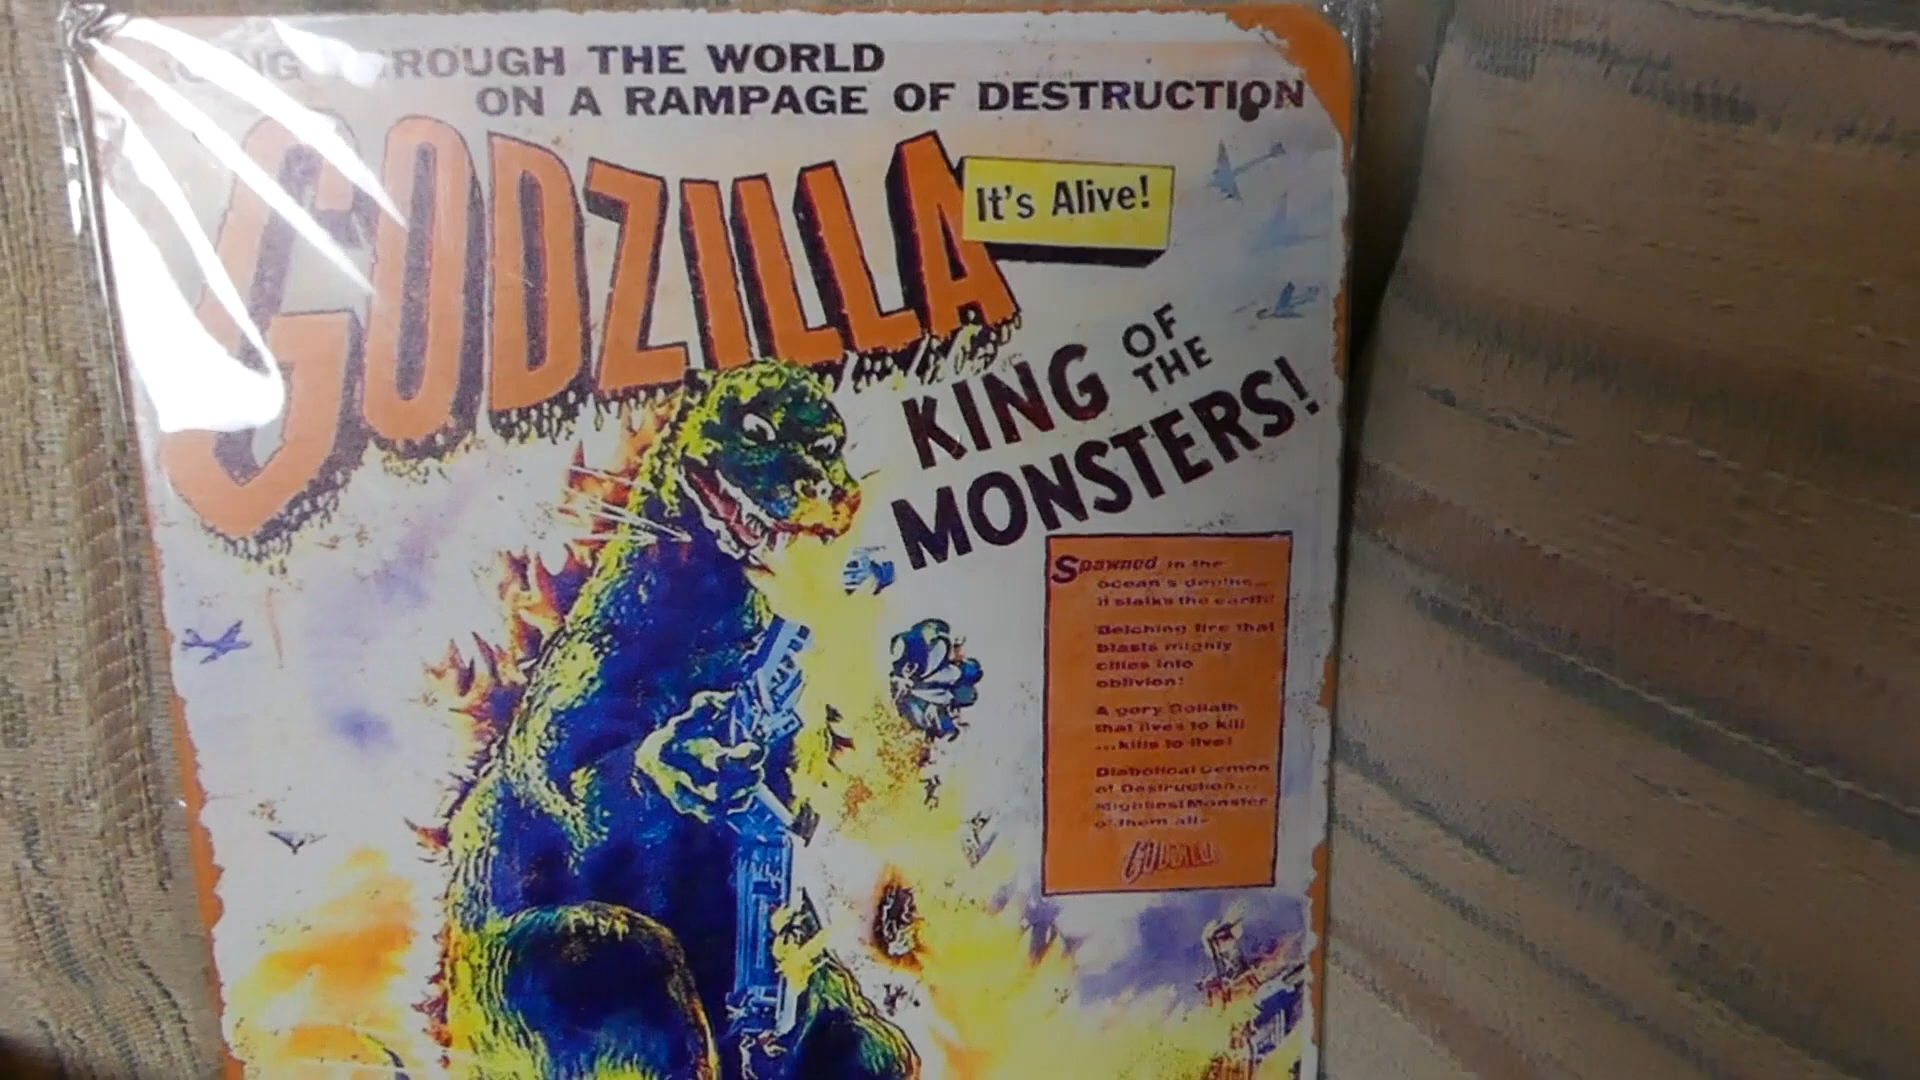 THROUGH THE WORLD
ON A RAMPAGE OF DESTRUCTION
GODZILLA
It's Alive!
KING OF THE
MONSTERS!
Spawned in the
ocean's depths...
it stalks the earth!
Belching fire that
blasts mighty
cities into
oblivion!
A gory Goliath
that lives to kill
...kills to live!
Diabolical Demon
of Destruction...
Mightiest Monster
of them all-
GODZILLA